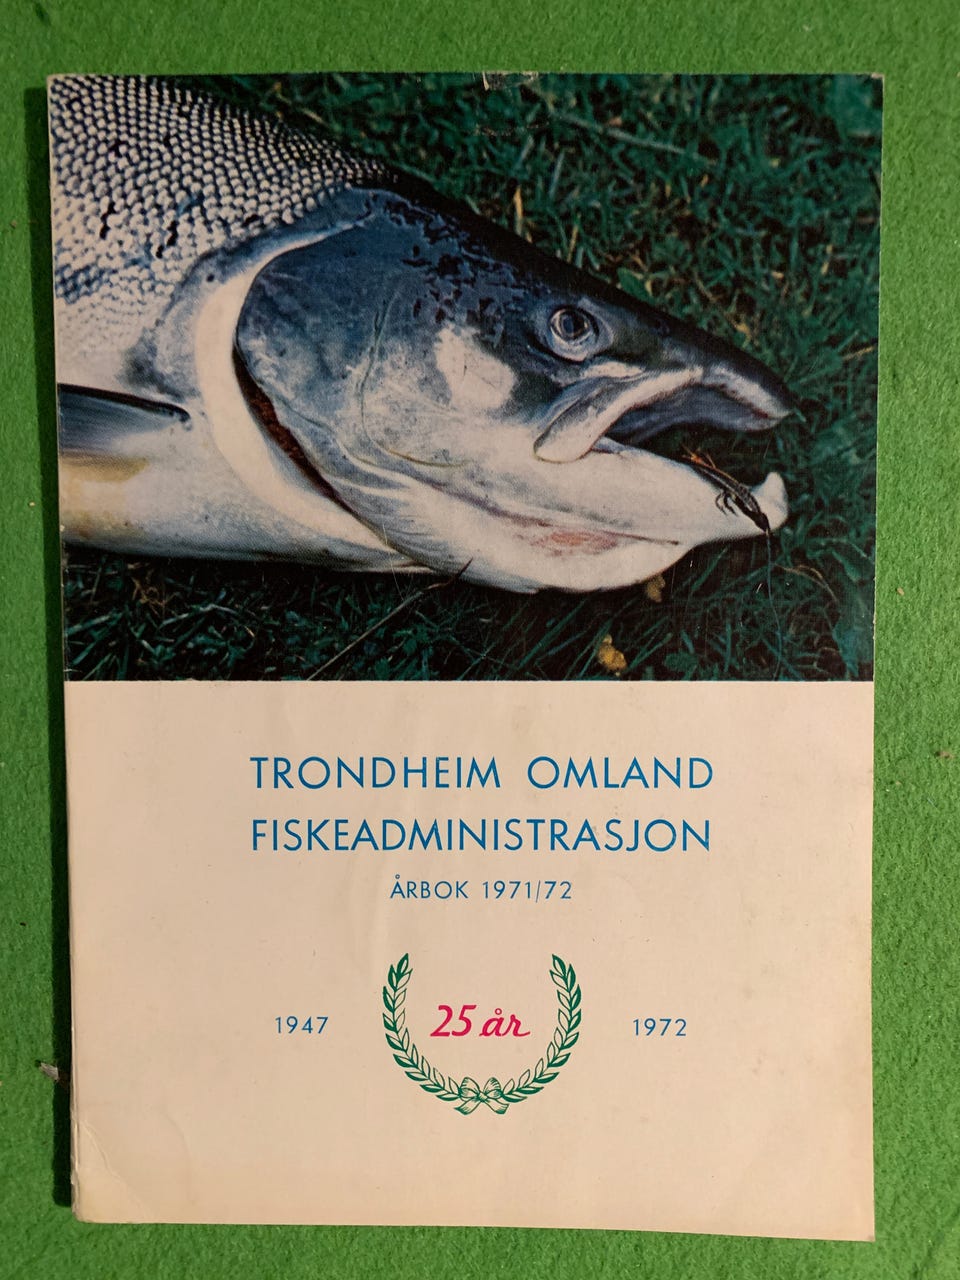 TRONDHEIM OMLAND
FISKEADMINISTRASJON
ÅRBOK 1971/72
1947 25 år 1972